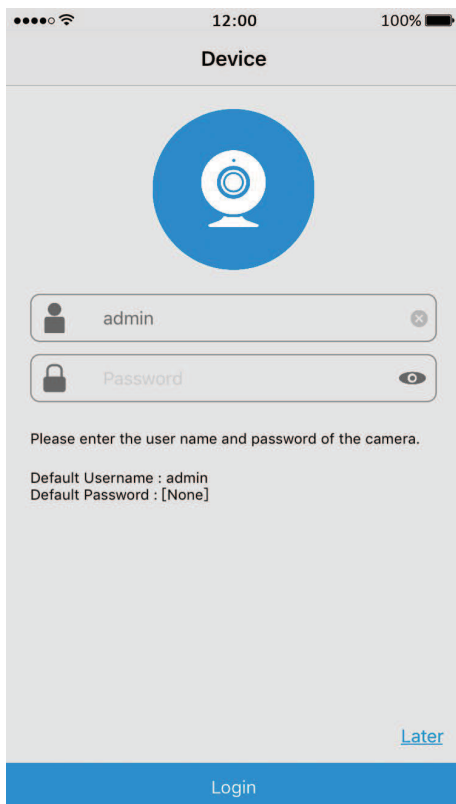 12:00
100%
Device
admin
Password
Please enter the user name and password of the camera.
Default Username : admin
Default Password : [None]
Later
Login